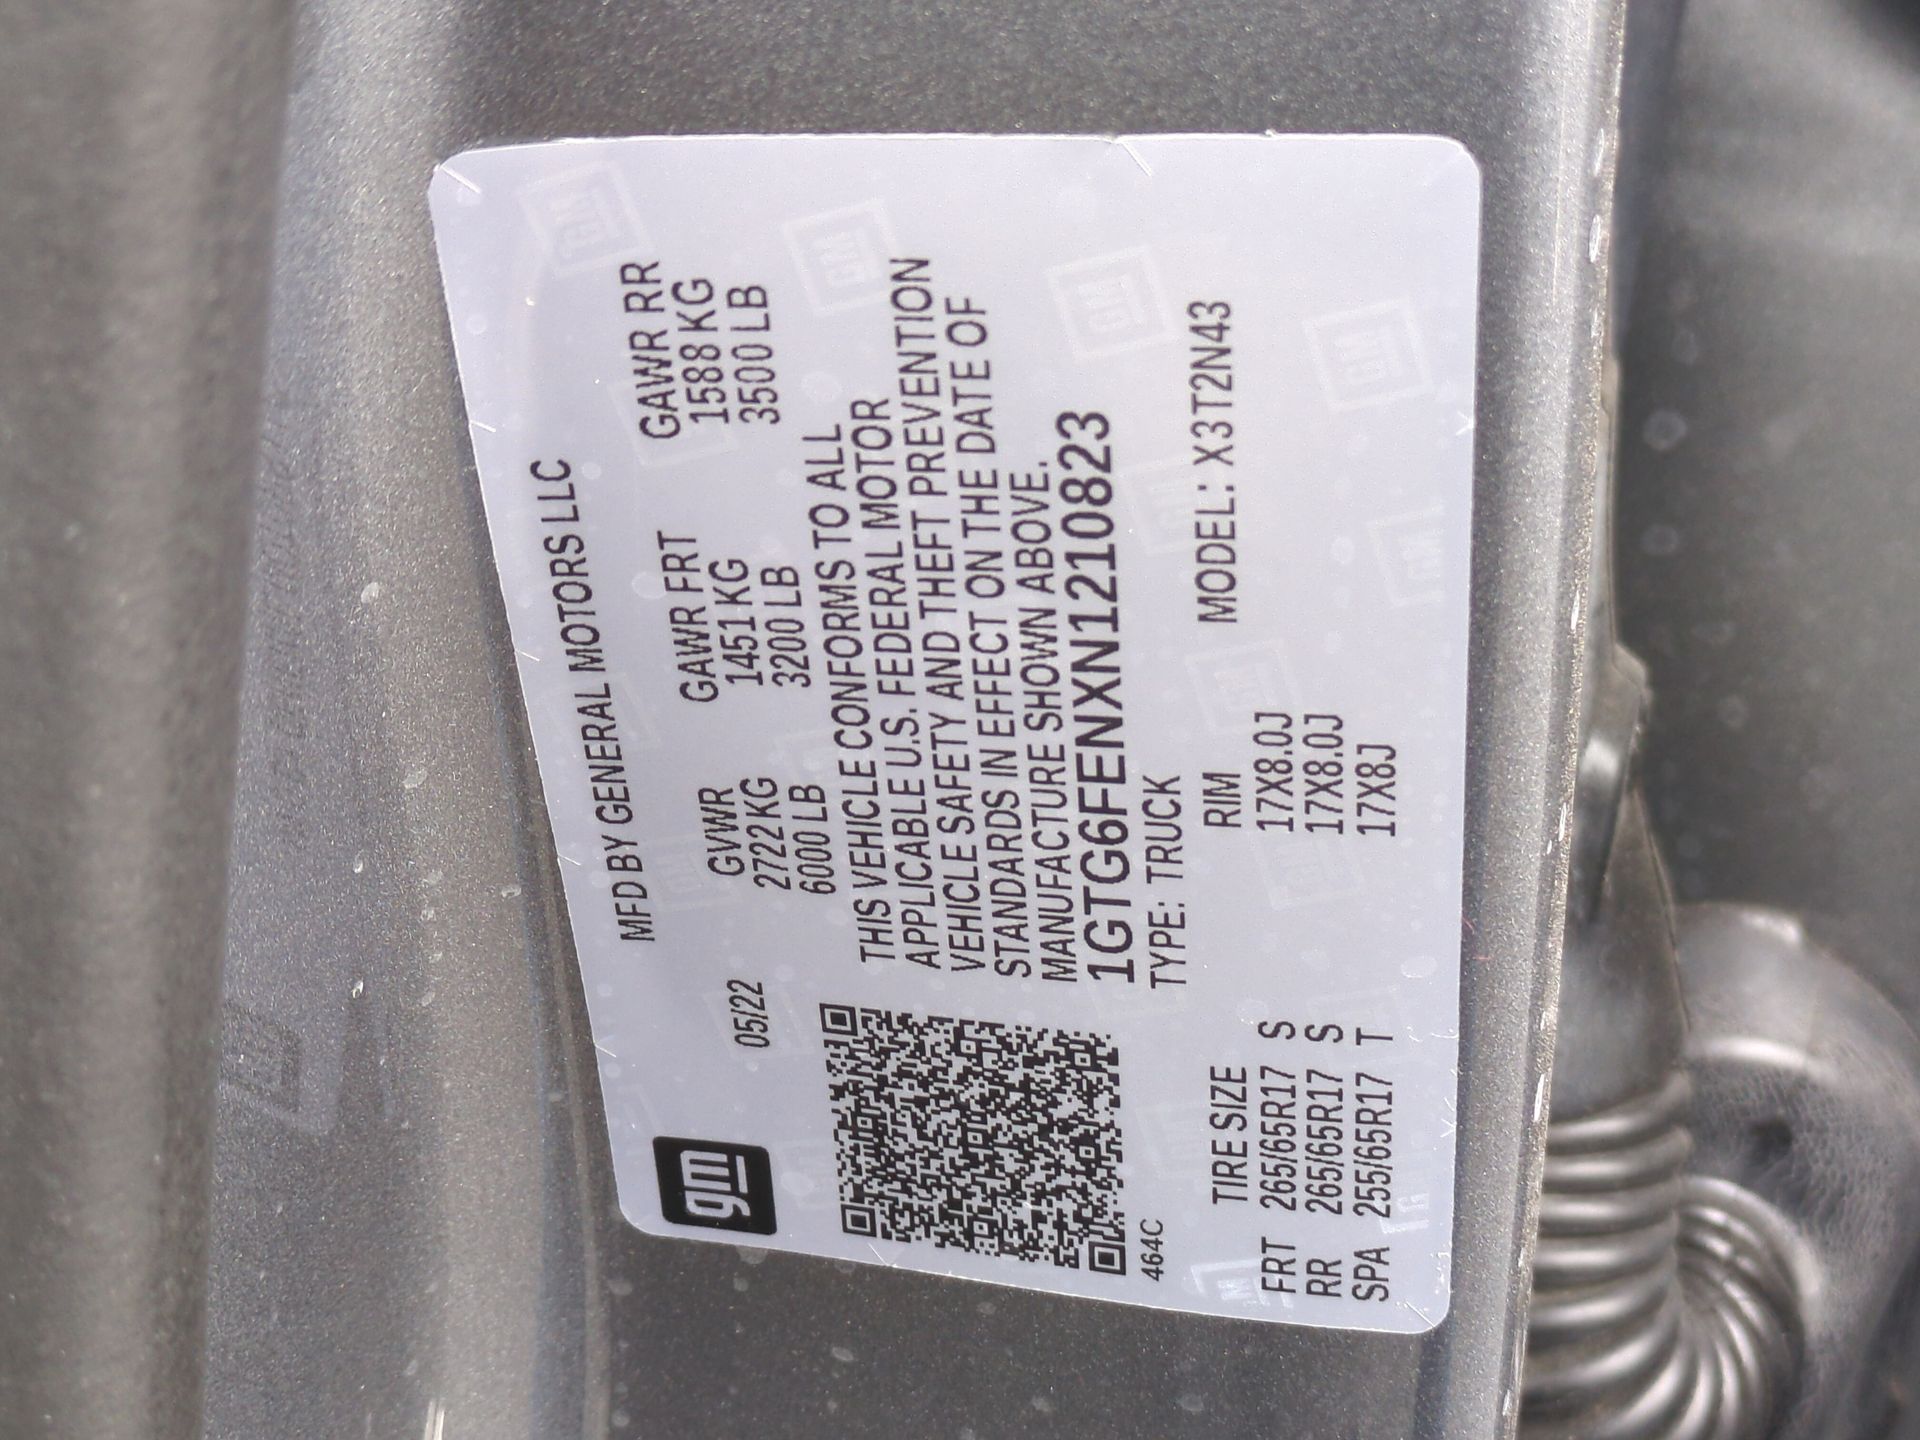 gm
MFD BY GENERAL MOTORS LLC
05/22
GVWR GAWR FRT GAWR RR
2722 KG 1451 KG 1588 KG
6000 LB 3200 LB 3500 LB
THIS VEHICLE CONFORMS TO ALL
APPLICABLE U.S. FEDERAL MOTOR
VEHICLE SAFETY AND THEFT PREVENTION
STANDARDS IN EFFECT ON THE DATE OF
MANUFACTURE SHOWN ABOVE.
1GTG6FENXN1210823
464C
TYPE: TRUCK
MODEL: X3T2N43
TIRE SIZE RIM
FRT 265/65R17 S 17X8.0J
RR 265/65R17 S 17X8.0J
SPA 255/65R17 T 17X8J